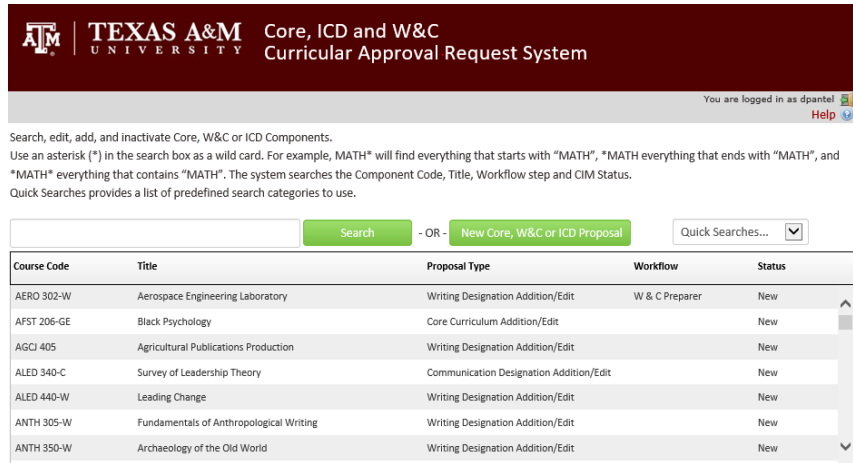 ĀTM | TEXAS A&M UNIVERSITY
Core, ICD and W&C
Curricular Approval Request System
You are logged in as dpantel
Help
Search, edit, add, and inactivate Core, W&C or ICD Components.
Use an asterisk (*) in the search box as a wild card. For example, MATH* will find everything that starts with “MATH”, *MATH everything that ends with “MATH”, and
*MATH* everything that contains “MATH”. The system searches the Component Code, Title, Workflow step and CIM Status.
Quick Searches provides a list of predefined search categories to use.
Search - OR - New Core, W&C or ICD Proposal Quick Searches...
Course Code Title Proposal Type Workflow Status
AERO 302-W Aerospace Engineering Laboratory Writing Designation Addition/Edit W & C Preparer New
AFST 206-GE Black Psychology Core Curriculum Addition/Edit New
AGCJ 405 Agricultural Publications Production Writing Designation Addition/Edit New
ALED 340-C Survey of Leadership Theory Communication Designation Addition/Edit New
ALED 440-W Leading Change Writing Designation Addition/Edit New
ANTH 305-W Fundamentals of Anthropological Writing Writing Designation Addition/Edit New
ANTH 350-W Archaeology of the Old World Writing Designation Addition/Edit New